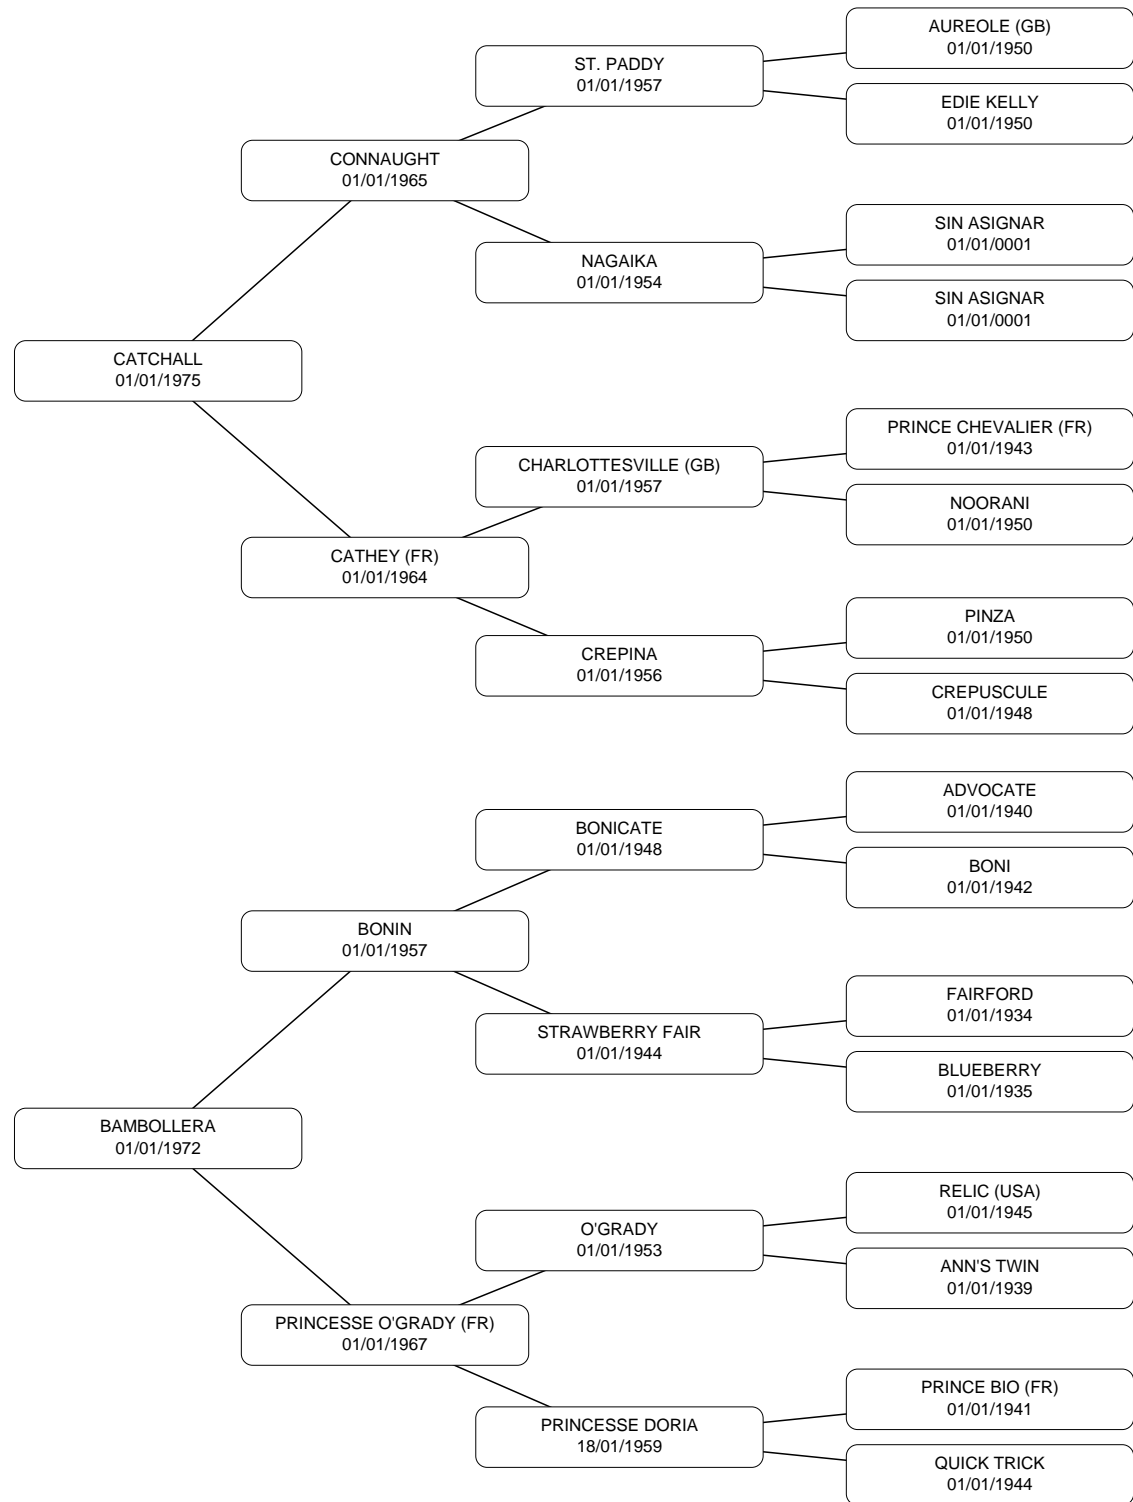 AUREOLE (GB)
01/01/1950
ST. PADDY
01/01/1957
EDIE KELLY
01/01/1950
CONNAUGHT
01/01/1965
SIN ASIGNAR
01/01/0001
NAGAIKA
01/01/1954
SIN ASIGNAR
01/01/0001
CATCHALL
01/01/1975
PRINCE CHEVALIER (FR)
01/01/1943
CHARLOTTESVILLE (GB)
01/01/1957
NOORANI
01/01/1950
CATHEY (FR)
01/01/1964
PINZA
01/01/1950
CREPINA
01/01/1956
CREPUSCULE
01/01/1948
ADVOCATE
01/01/1940
BONICATE
01/01/1948
BONI
01/01/1942
BONIN
01/01/1957
FAIRFORD
01/01/1934
STRAWBERRY FAIR
01/01/1944
BLUEBERRY
01/01/1935
BAMBOLLERA
01/01/1972
RELIC (USA)
01/01/1945
O'GRADY
01/01/1953
ANN'S TWIN
01/01/1939
PRINCESSE O'GRADY (FR)
01/01/1967
PRINCE BIO (FR)
01/01/1941
PRINCESSE DORIA
18/01/1959
QUICK TRICK
01/01/1944